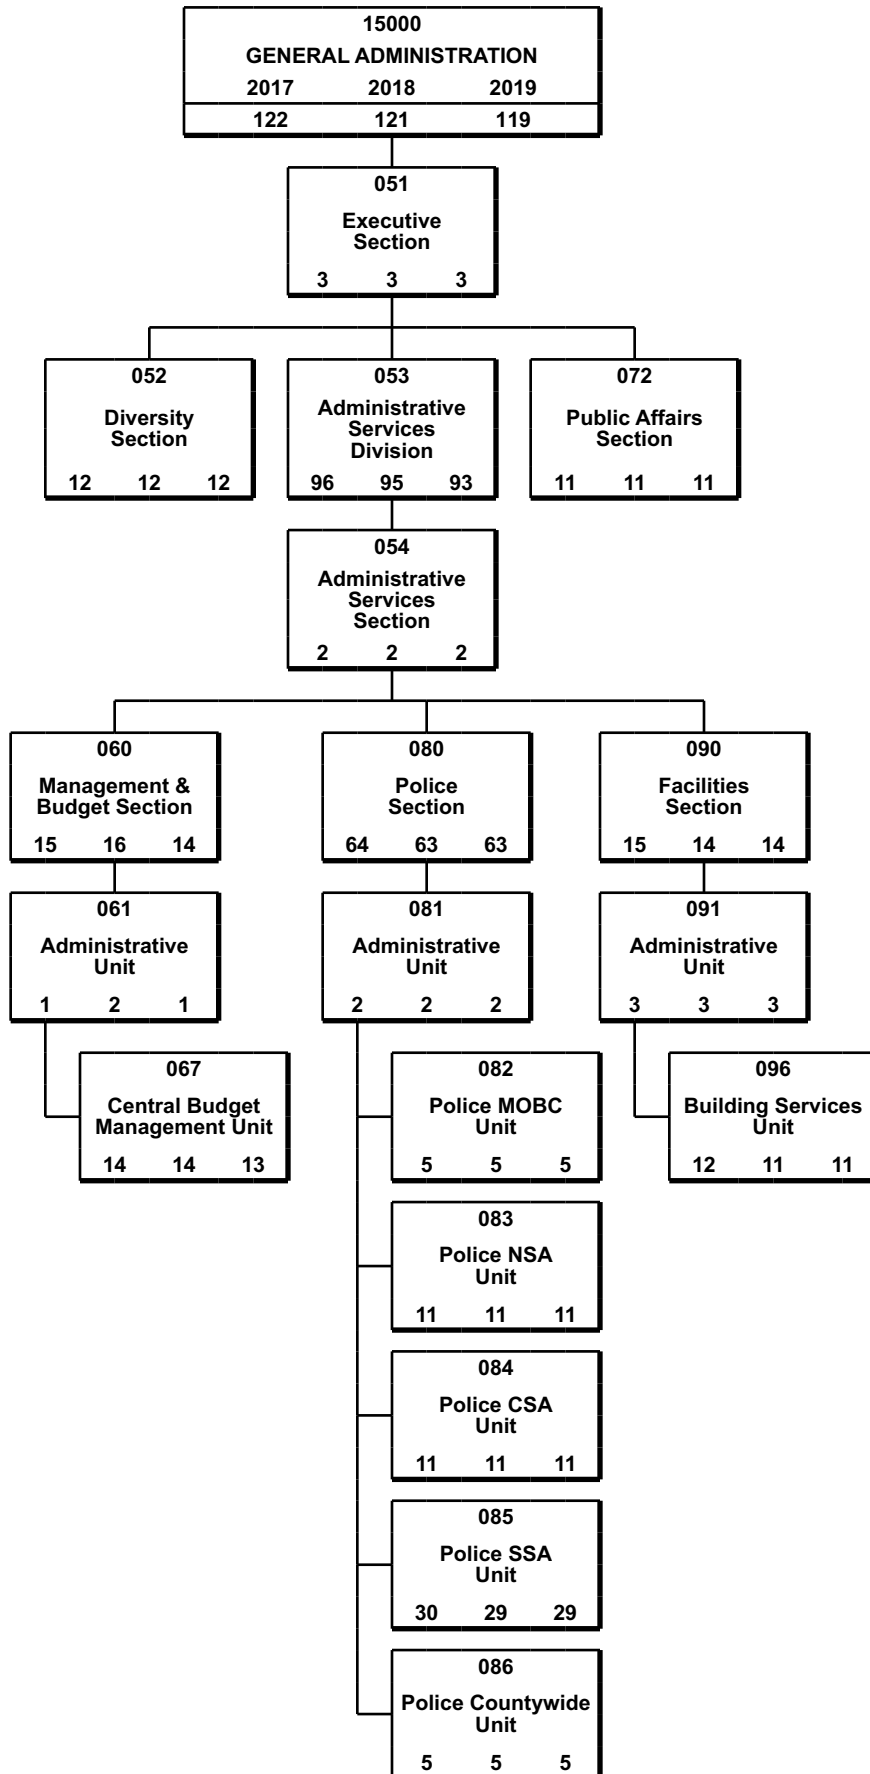 15000
GENERAL ADMINISTRATION
2017 2018 2019
122 121 119
051
Executive
Section
3 3 3
052
Diversity
Section
12 12 12
053
Administrative
Services
Division
96 95 93
072
Public Affairs
Section
11 11 11
054
Administrative
Services
Section
2 2 2
060
Management &
Budget Section
15 16 14
080
Police
Section
64 63 63
090
Facilities
Section
15 14 14
061
Administrative
Unit
1 2 1
081
Administrative
Unit
2 2 2
091
Administrative
Unit
3 3 3
067
Central Budget
Management Unit
14 14 13
082
Police MOBC
Unit
5 5 5
096
Building Services
Unit
12 11 11
083
Police NSA
Unit
11 11 11
084
Police CSA
Unit
11 11 11
085
Police SSA
Unit
30 29 29
086
Police Countywide
Unit
5 5 5